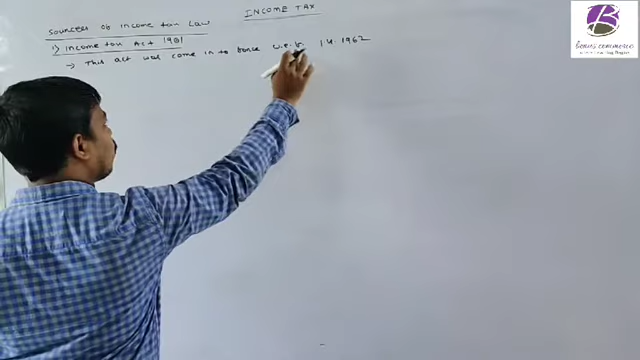 INCOME TAX
Sources of income tax Law
1) Income tax Act 1961
→ This act was come in to force w.e.f. 1.4.1962
B